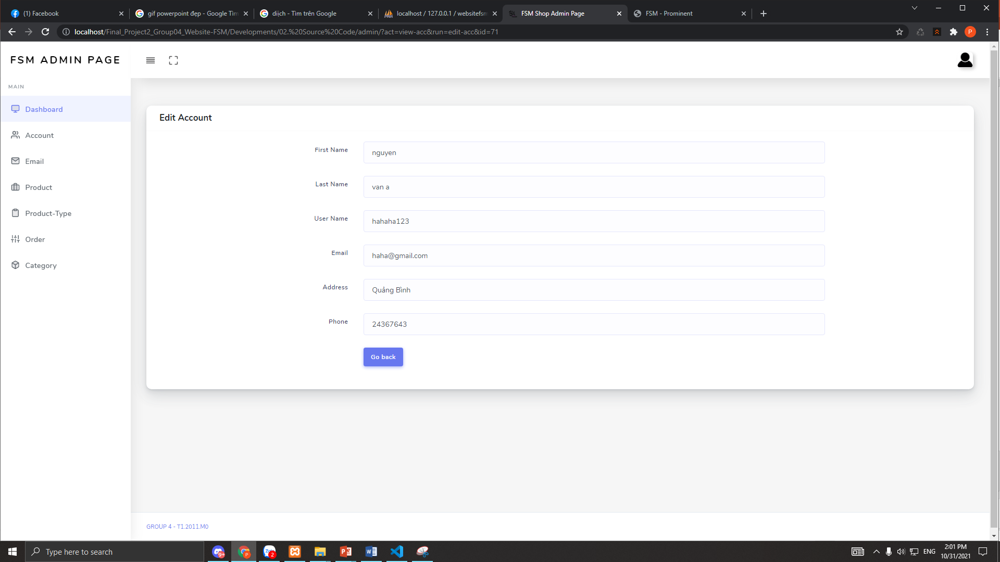 (1) Facebook
gif powerpoint đẹp - Google Tìm
diịch - Tìm trên Google
localhost / 127.0.0.1 / websitefsm
FSM Shop Admin Page
FSM - Prominent
localhost/Final_Project2_Group04_Website-FSM/Developments/02.%20Source%20Code/admin/?act=view-acc&run=edit-acc&id=71
P
FSM ADMIN PAGE
MAIN
Dashboard
Account
Email
Product
Product-Type
Order
Category
Edit Account
First Name
nguyen
Last Name
van a
User Name
hahaha123
Email
haha@gmail.com
Address
Quảng Bình
Phone
24367643
Go back
GROUP 4 - T1.2011.M0
Type here to search
9+
P
2
ENG
2:01 PM
10/31/2021